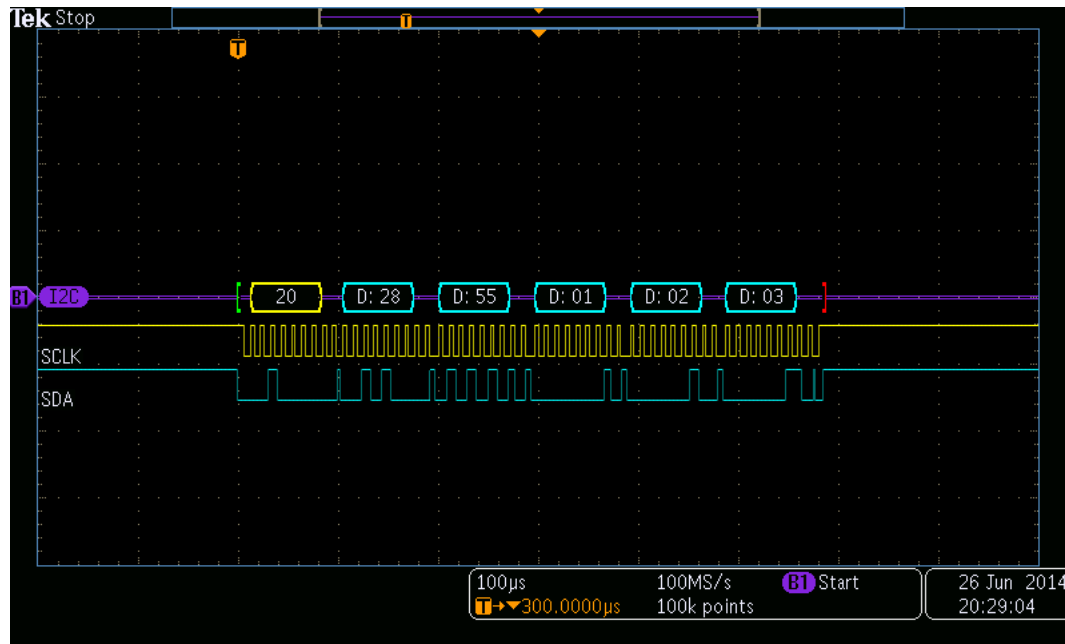 Tek Stop
T
T
B1 I2C 20 D: 28 D: 55 D: 01 D: 02 D: 03
SCLK
SDA
100µs 100MS/s B1 Start 26 Jun 2014
T→▼300.0000µs 100k points 20:29:04